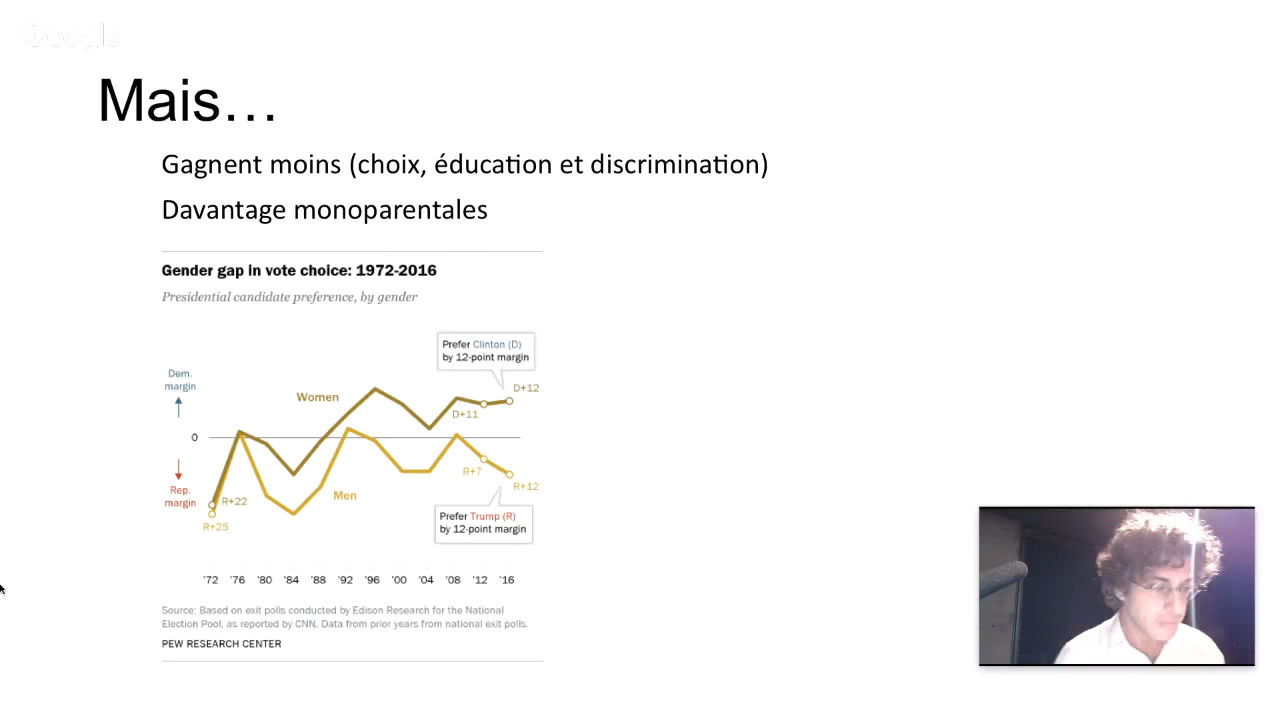 Google
Mais…
Gagnent moins (choix, éducation et discrimination)
Davantage monoparentales
Gender gap in vote choice: 1972-2016
Presidential candidate preference, by gender
Prefer Clinton (D)
by 12-point margin
Dem.
margin
Women
D+12
D+11
0
R+7
Rep.
margin
R+22
Men
R+12
R+25
Prefer Trump (R)
by 12-point margin
'72 '76 '80 '84 '88 '92 '96 '00 '04 '08 '12 '16
Source: Based on exit polls conducted by Edison Research for the National
Election Pool, as reported by CNN. Data from prior years from national exit polls.
PEW RESEARCH CENTER